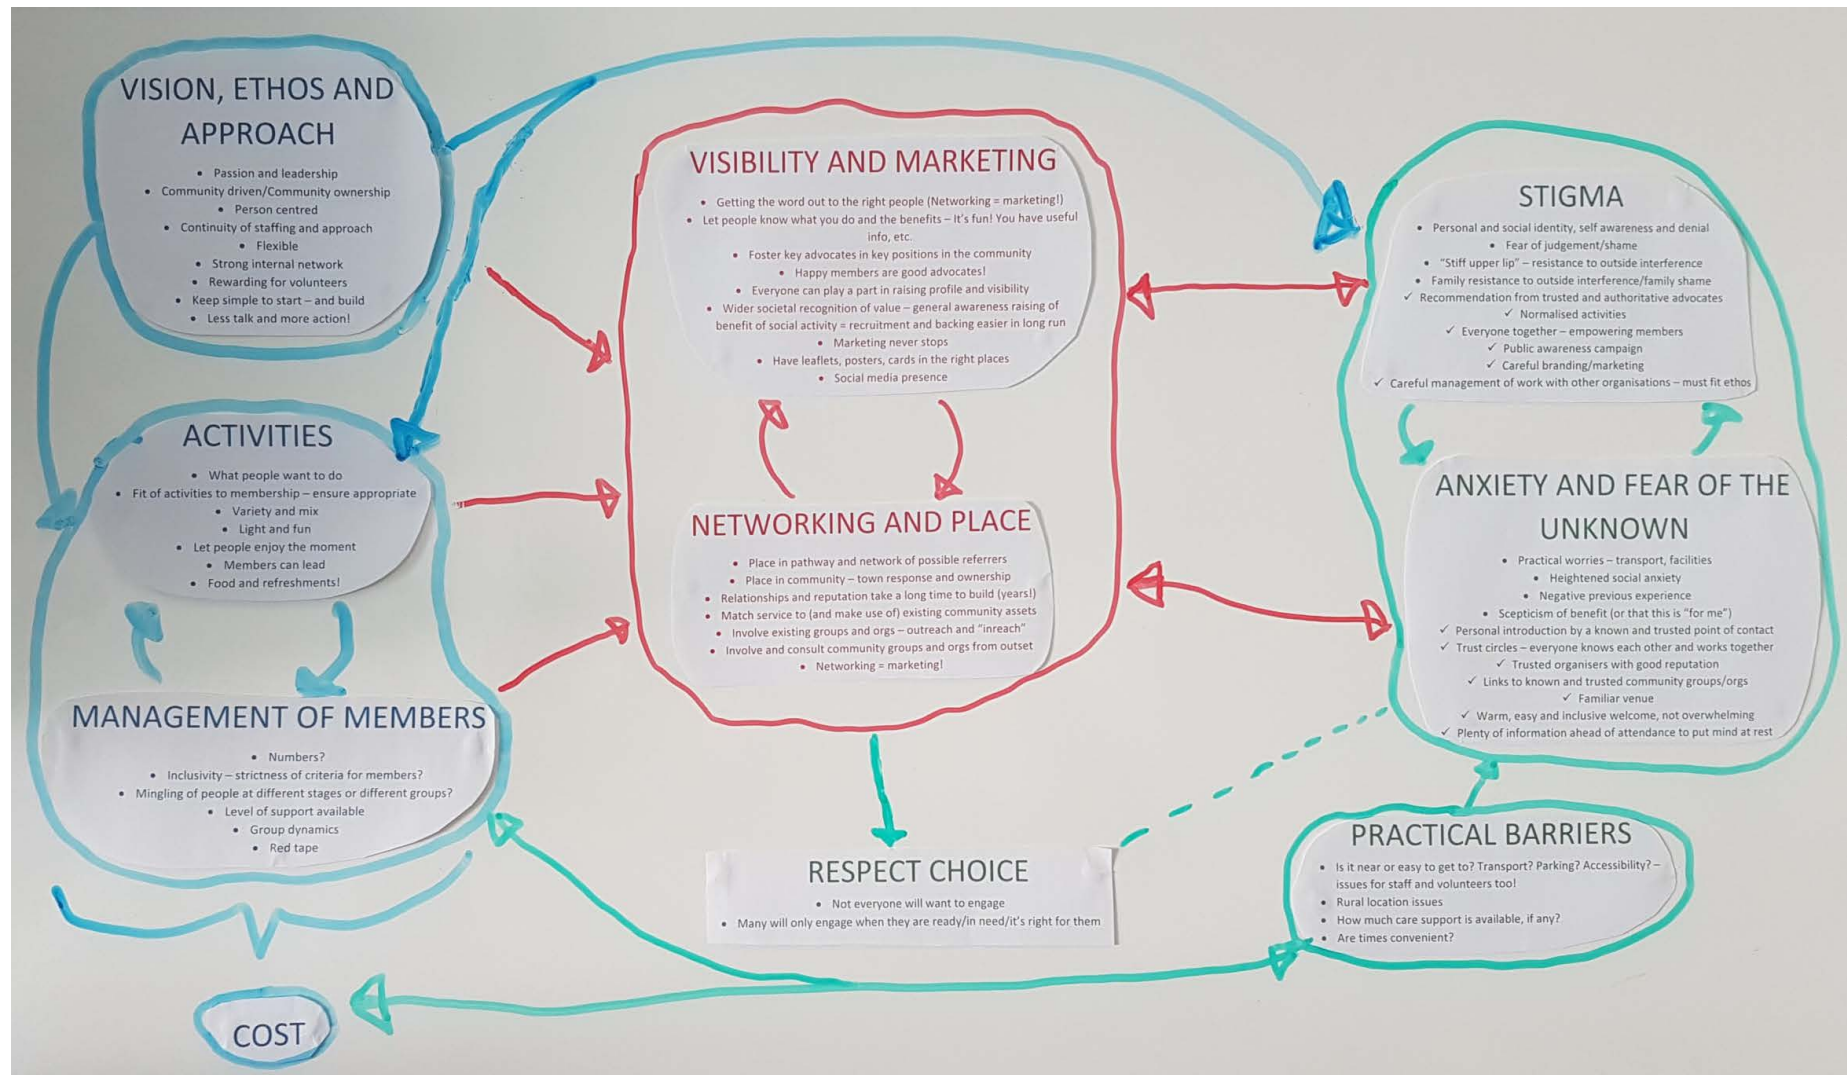 VISION, ETHOS AND
APPROACH
• Passion and leadership
• Community driven/Community ownership
• Person centred
• Continuity of staffing and approach
• Flexible
• Strong internal network
• Rewarding for volunteers
• Keep simple to start – and build
• Less talk and more action!
ACTIVITIES
• What people want to do
• Fit of activities to membership – ensure appropriate
• Variety and mix
• Light and fun
• Let people enjoy the moment
• Members can lead
• Food and refreshments!
MANAGEMENT OF MEMBERS
• Numbers?
• Inclusivity – strictness of criteria for members?
• Mingling of people at different stages or different groups?
• Level of support available
• Group dynamics
• Red tape
COST
VISIBILITY AND MARKETING
• Getting the word out to the right people (Networking = marketing!)
• Let people know what you do and the benefits – It's fun! You have useful
info, etc.
• Foster key advocates in key positions in the community
• Happy members are good advocates!
• Everyone can play a part in raising profile and visibility
• Wider societal recognition of value – general awareness raising of
benefit of social activity = recruitment and backing easier in long run
• Marketing never stops
• Have leaflets, posters, cards in the right places
• Social media presence
NETWORKING AND PLACE
• Place in pathway and network of possible referrers
• Place in community – town response and ownership
• Relationships and reputation take a long time to build (years!)
• Match service to (and make use of) existing community assets
• Involve existing groups and orgs – outreach and "inreach"
• Involve and consult community groups and orgs from outset
• Networking = marketing!
RESPECT CHOICE
• Not everyone will want to engage
• Many will only engage when they are ready/in need/it's right for them
STIGMA
• Personal and social identity, self awareness and denial
• Fear of judgement/shame
• "Stiff upper lip" – resistance to outside interference
• Family resistance to outside interference/family shame
✓ Recommendation from trusted and authoritative advocates
✓ Normalised activities
✓ Everyone together – empowering members
✓ Public awareness campaign
✓ Careful branding/marketing
✓ Careful management of work with other organisations – must fit ethos
ANXIETY AND FEAR OF THE
UNKNOWN
• Practical worries – transport, facilities
• Heightened social anxiety
• Negative previous experience
• Scepticism of benefit (or that this is "for me")
✓ Personal introduction by a known and trusted point of contact
✓ Trust circles – everyone knows each other and works together
✓ Trusted organisers with good reputation
✓ Links to known and trusted community groups/orgs
✓ Familiar venue
✓ Warm, easy and inclusive welcome, not overwhelming
✓ Plenty of information ahead of attendance to put mind at rest
PRACTICAL BARRIERS
• Is it near or easy to get to? Transport? Parking? Accessibility? –
issues for staff and volunteers too!
• Rural location issues
• How much care support is available, if any?
• Are times convenient?